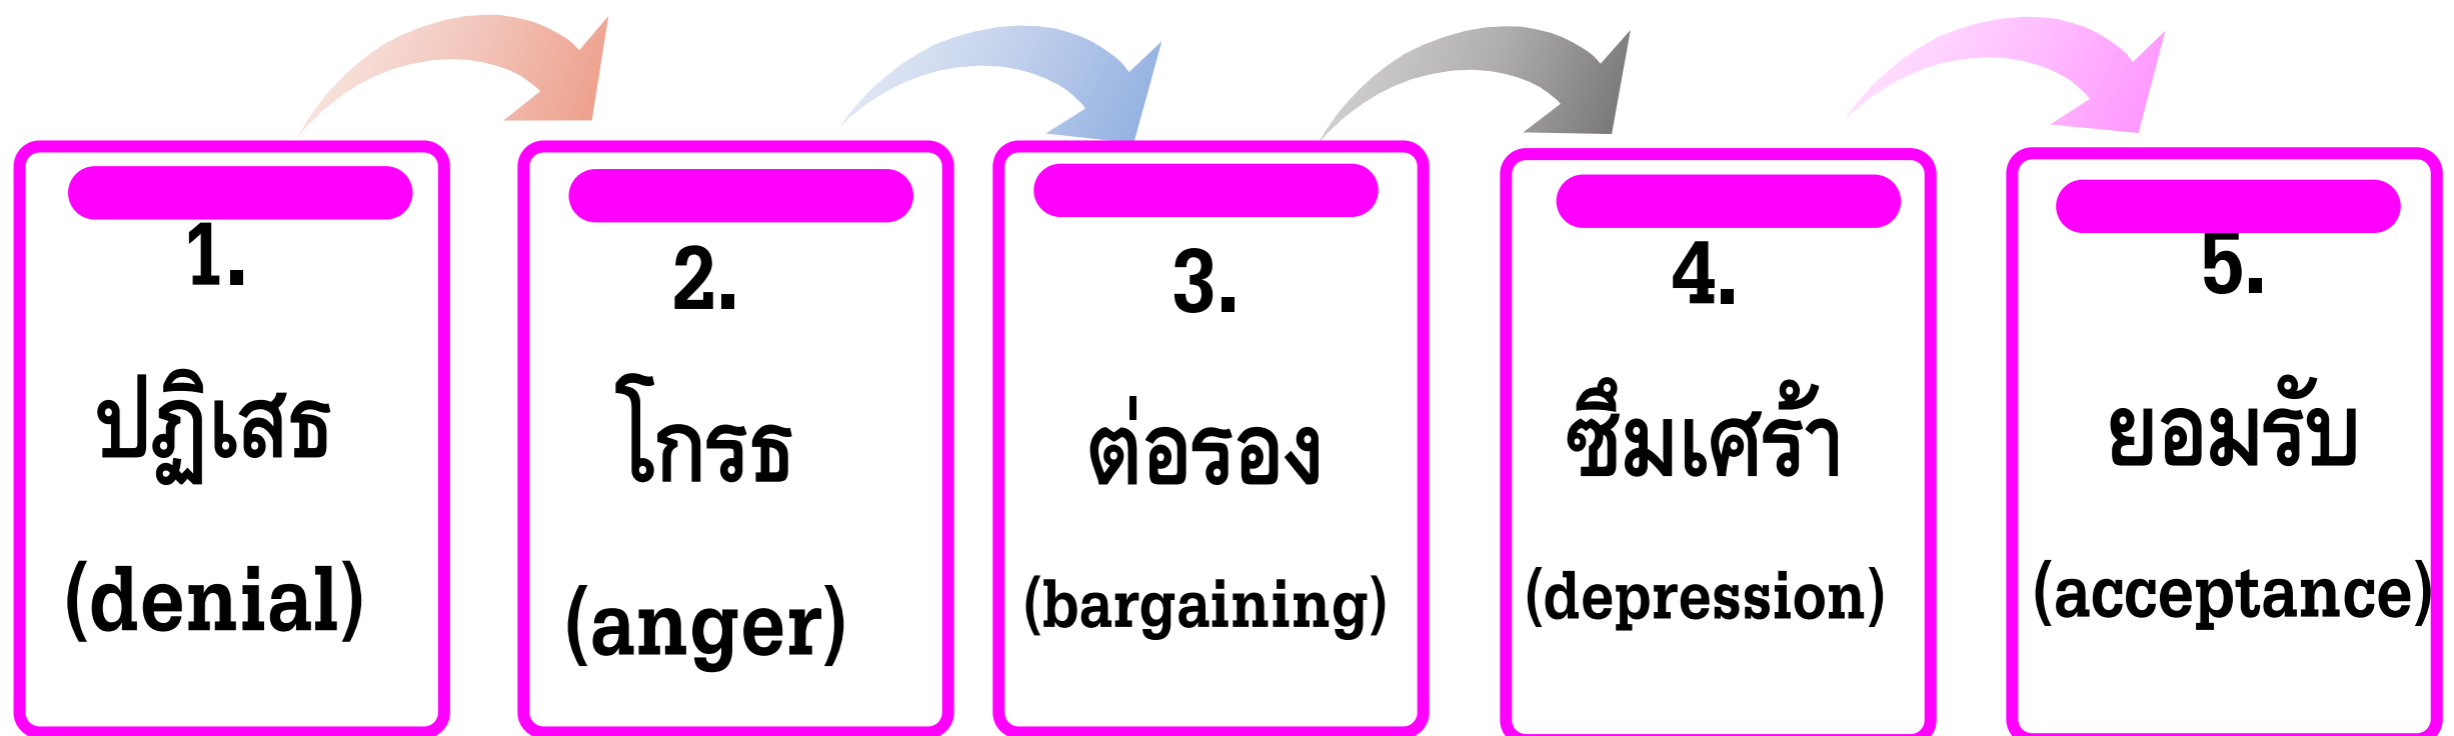 1.
ปฏิเสธ
(denial)
2.
โกรธ
(anger)
3.
ต่อรอง
(bargaining)
4.
ซึมเศร้า
(depression)
5.
ยอมรับ
(acceptance)